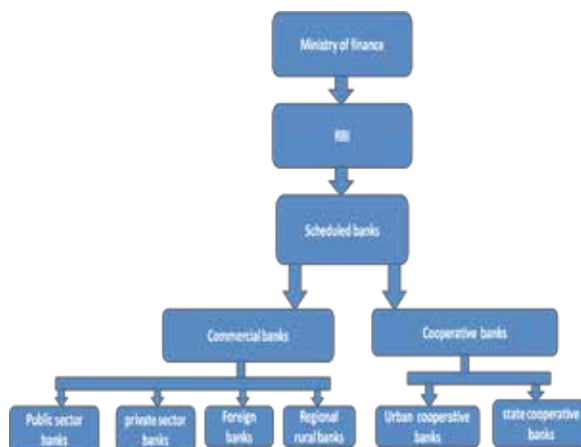 Ministry of finance
RBI
Scheduled banks
Commercial banks
Cooperative banks
Public sector
banks
private sector
banks
Foreign
banks
Regional
rural banks
Urban cooperative
banks
state cooperative
banks